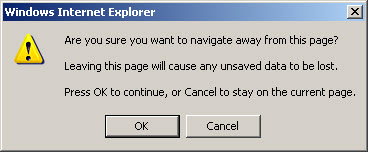 Windows Internet Explorer
Are you sure you want to navigate away from this page?
Leaving this page will cause any unsaved data to be lost.
Press OK to continue, or Cancel to stay on the current page.
OK
Cancel